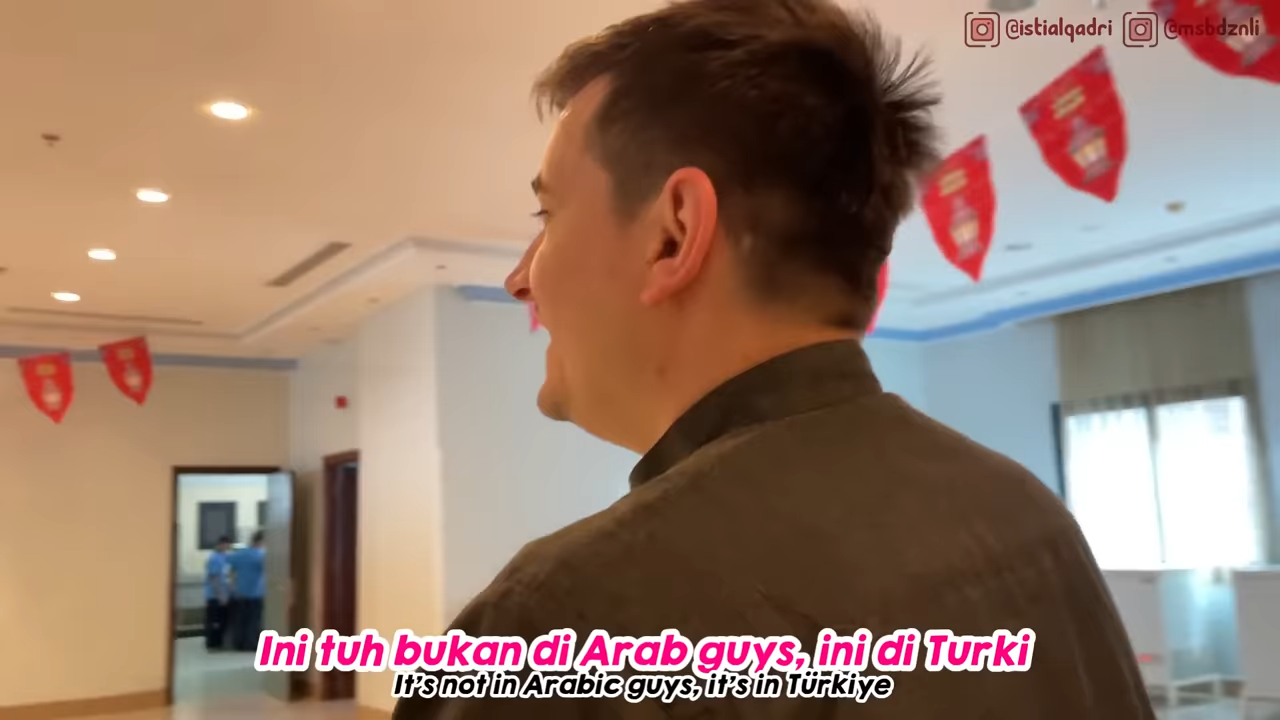 @istialqadri @msbdznli
Ini tuh bukan di Arab guys, ini di Turki
It's not in Arabic guys, it's in Türkiye